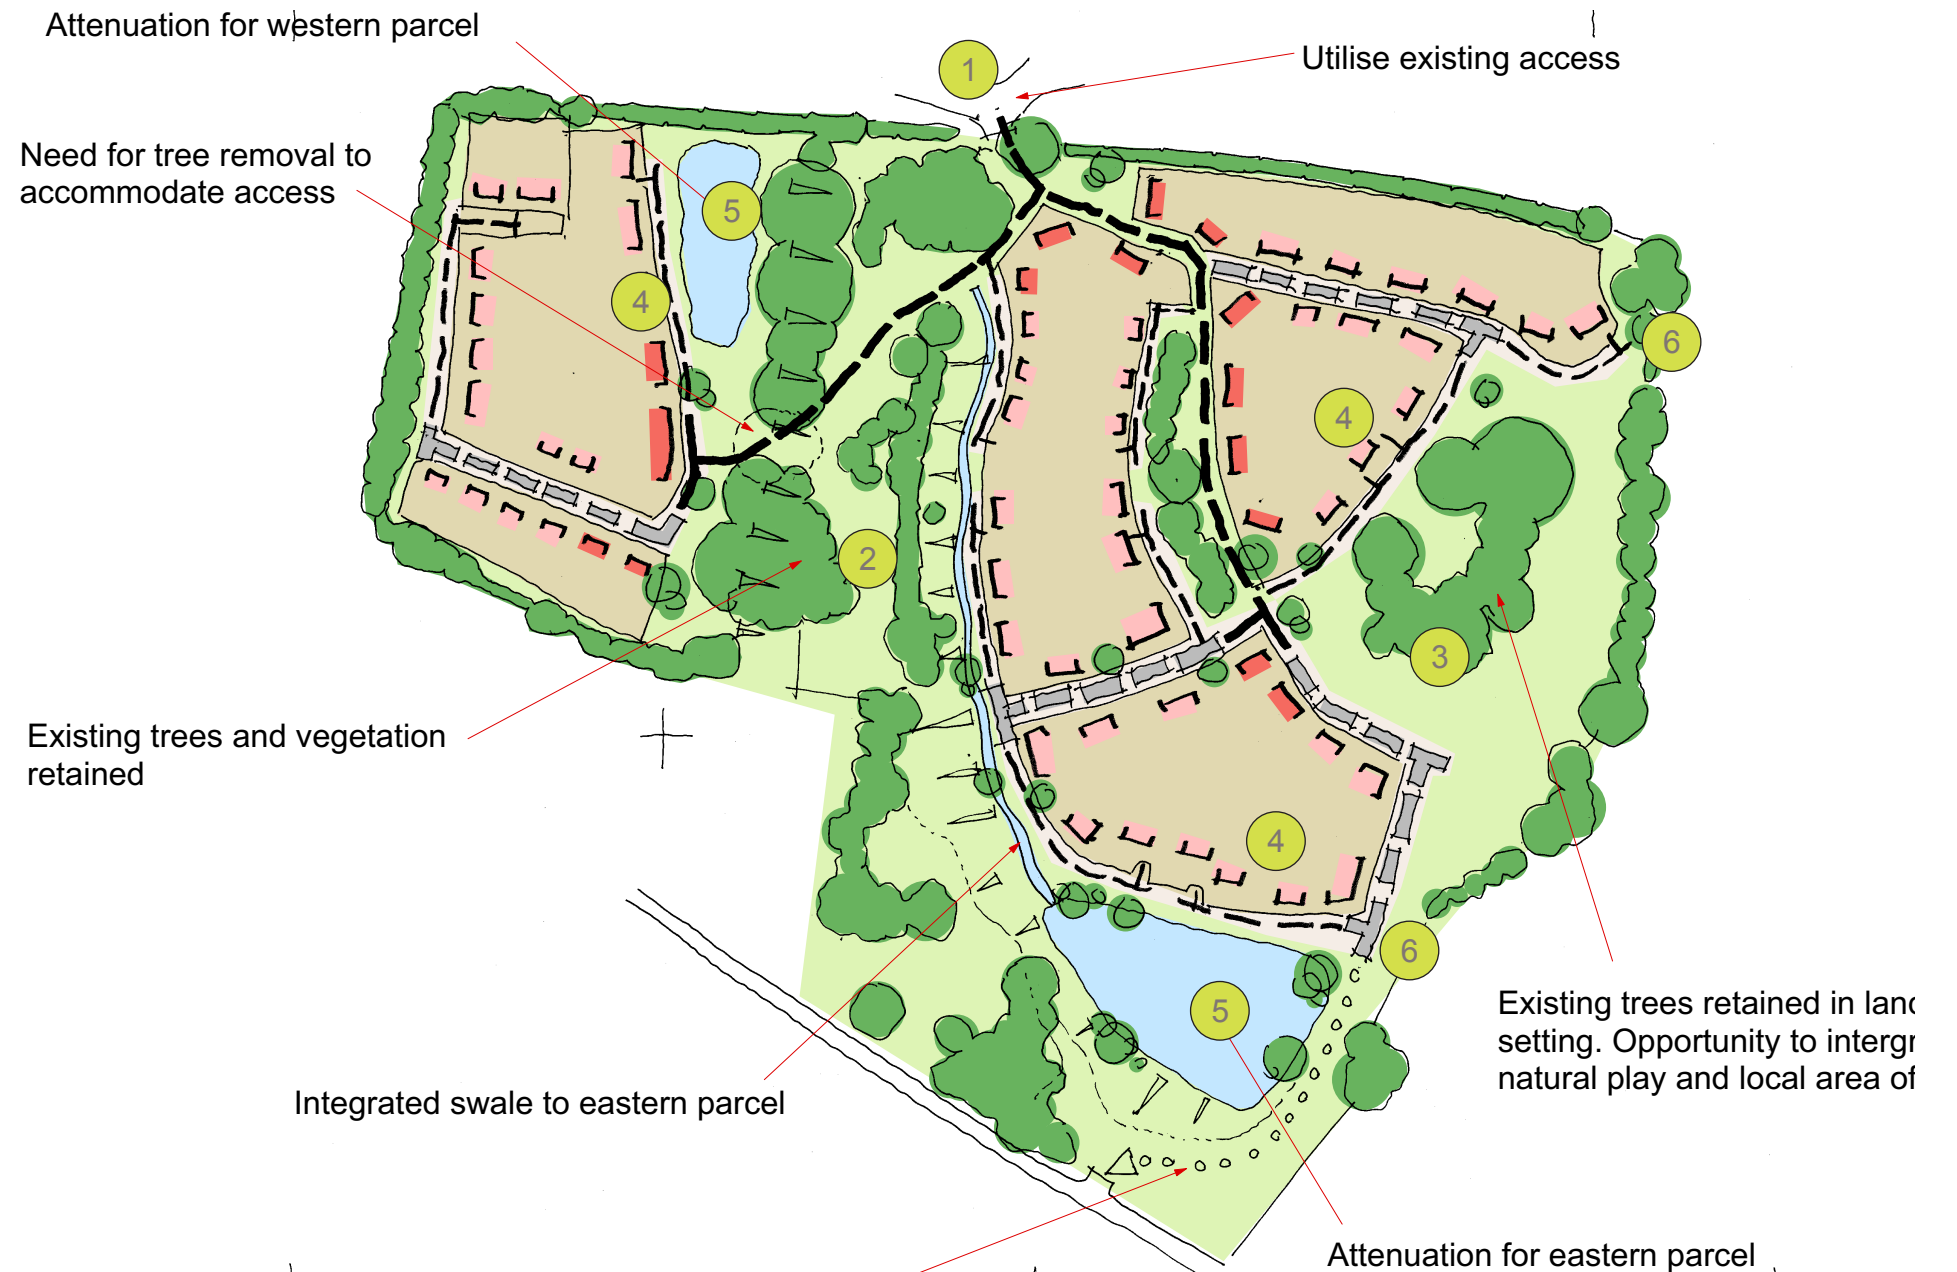 Attenuation for western parcel
1
Utilise existing access
Need for tree removal to
accommodate access
5
4
6
4
2
3
Existing trees and vegetation
retained
4
6
5
Existing trees retained in
setting. Opportunity to
natural play and local area of
Integrated swale to eastern parcel
Attenuation for eastern parcel